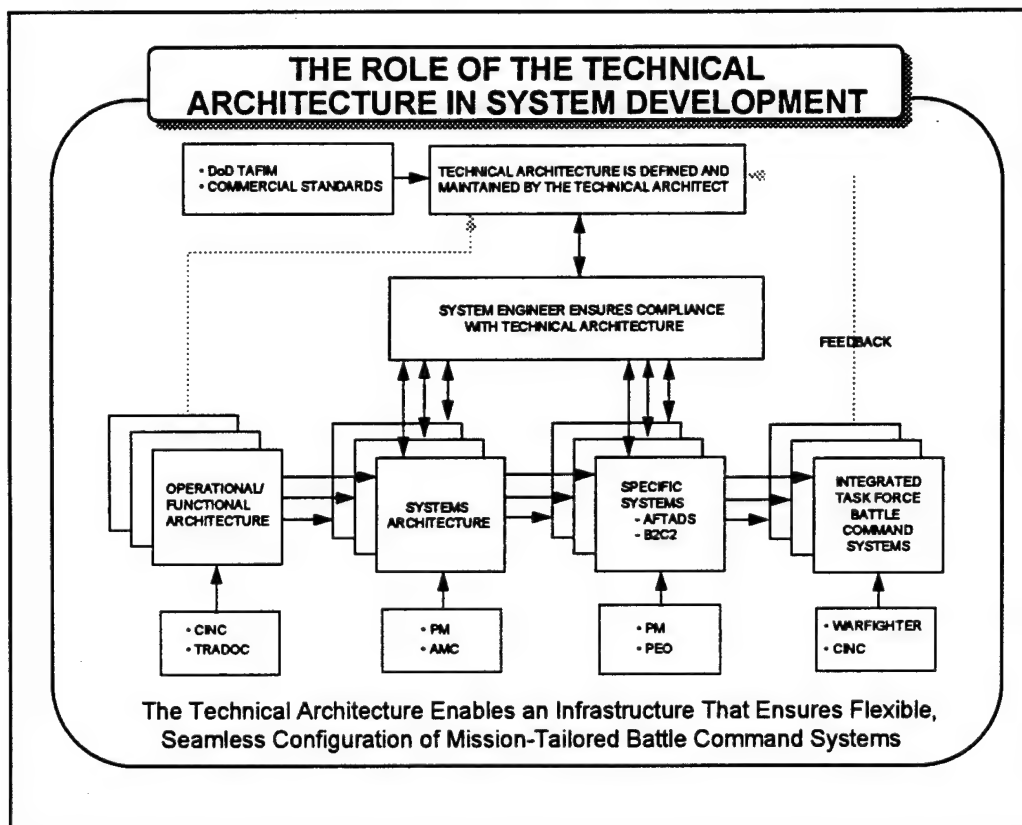 THE ROLE OF THE TECHNICAL
ARCHITECTURE IN SYSTEM DEVELOPMENT
• DoD TAFIM
• COMMERCIAL STANDARDS
TECHNICAL ARCHITECTURE IS DEFINED AND
MAINTAINED BY THE TECHNICAL ARCHITECT
SYSTEM ENGINEER ENSURES COMPLIANCE
WITH TECHNICAL ARCHITECTURE
FEEDBACK
OPERATIONAL/
FUNCTIONAL
ARCHITECTURE
SYSTEMS
ARCHITECTURE
SPECIFIC
SYSTEMS
- AFTADS
- B2C2
INTEGRATED
TASK FORCE
BATTLE
COMMAND
SYSTEMS
• CINC
• TRADOC
• PM
• AMC
• PM
• PEO
• WARFIGHTER
• CINC
The Technical Architecture Enables an Infrastructure That Ensures Flexible,
Seamless Configuration of Mission-Tailored Battle Command Systems